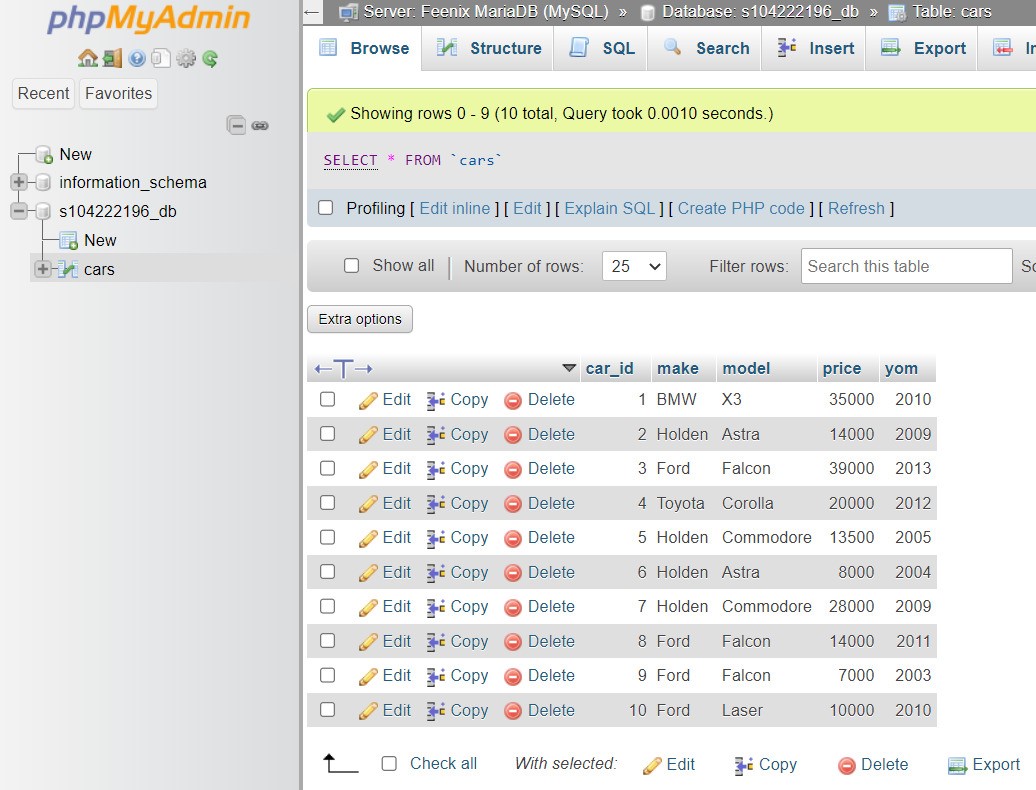 phpMyAdmin
Recent Favorites
New
information_schema
s104222196_db
New
cars
Server: Feenix MariaDB (MySQL) » Database: s104222196_db » Table: cars
Browse Structure SQL Search Insert Export
Showing rows 0 - 9 (10 total, Query took 0.0010 seconds.)
SELECT * FROM `cars`
Profiling [ Edit inline ] [ Edit ] [ Explain SQL ] [ Create PHP code ] [ Refresh ]
Show all Number of rows: 25 Filter rows: Search this table
Extra options
car_id make model price yom
Edit Copy Delete 1 BMW X3 35000 2010
Edit Copy Delete 2 Holden Astra 14000 2009
Edit Copy Delete 3 Ford Falcon 39000 2013
Edit Copy Delete 4 Toyota Corolla 20000 2012
Edit Copy Delete 5 Holden Commodore 13500 2005
Edit Copy Delete 6 Holden Astra 8000 2004
Edit Copy Delete 7 Holden Commodore 28000 2009
Edit Copy Delete 8 Ford Falcon 14000 2011
Edit Copy Delete 9 Ford Falcon 7000 2003
Edit Copy Delete 10 Ford Laser 10000 2010
Check all With selected: Edit Copy Delete Export